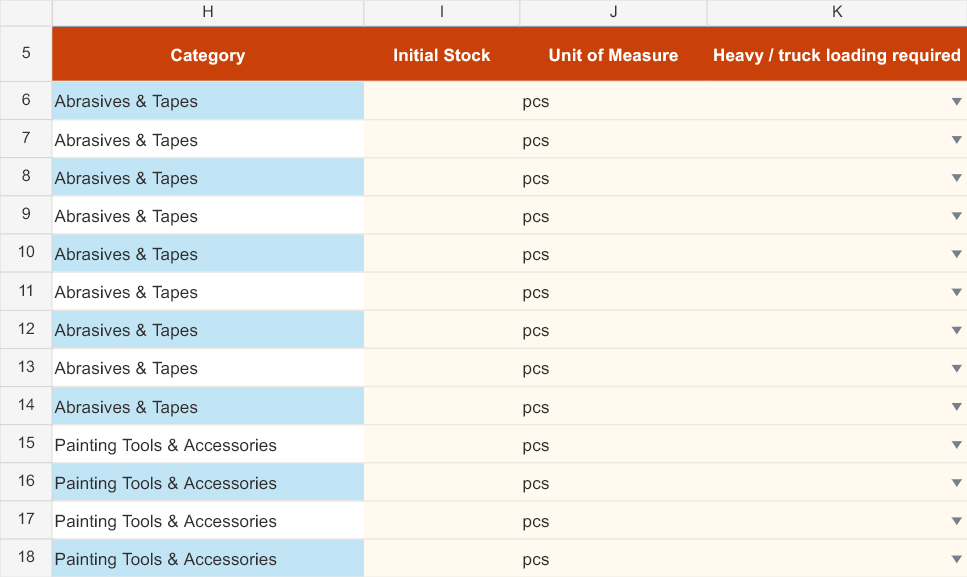 H I J K
5 Category Initial Stock Unit of Measure Heavy / truck loading required
6 Abrasives & Tapes pcs
7 Abrasives & Tapes pcs
8 Abrasives & Tapes pcs
9 Abrasives & Tapes pcs
10 Abrasives & Tapes pcs
11 Abrasives & Tapes pcs
12 Abrasives & Tapes pcs
13 Abrasives & Tapes pcs
14 Abrasives & Tapes pcs
15 Painting Tools & Accessories pcs
16 Painting Tools & Accessories pcs
17 Painting Tools & Accessories pcs
18 Painting Tools & Accessories pcs